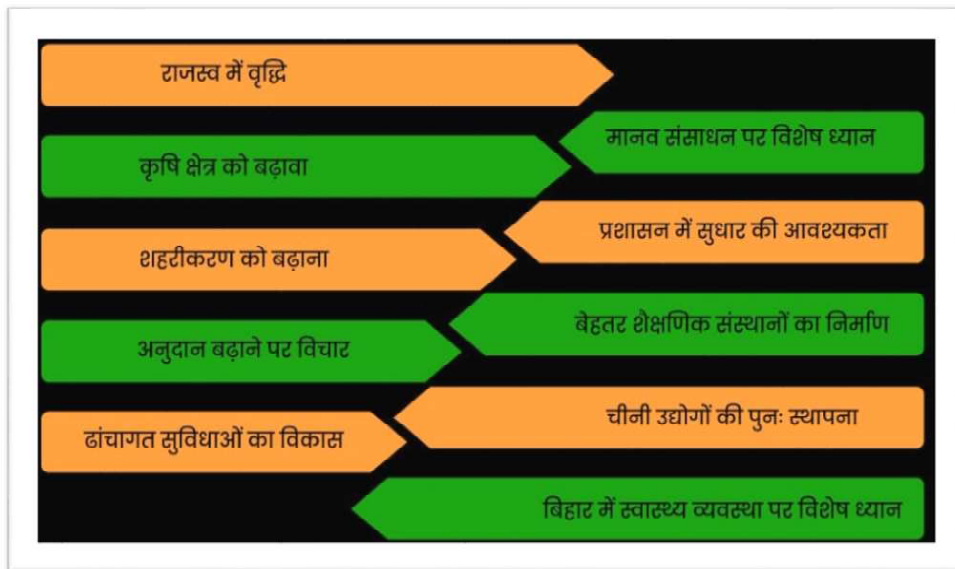 राजस्व में वृद्धि
मानव संसाधन पर विशेष ध्यान
कृषि क्षेत्र को बढ़ावा
प्रशासन में सुधार की आवश्यकता
शहरीकरण को बढ़ाना
बेहतर शैक्षणिक संस्थानों का निर्माण
अनुदान बढ़ाने पर विचार
चीनी उद्योगों की पुनः स्थापना
ढांचागत सुविधाओं का विकास
बिहार में स्वास्थ्य व्यवस्था पर विशेष ध्यान